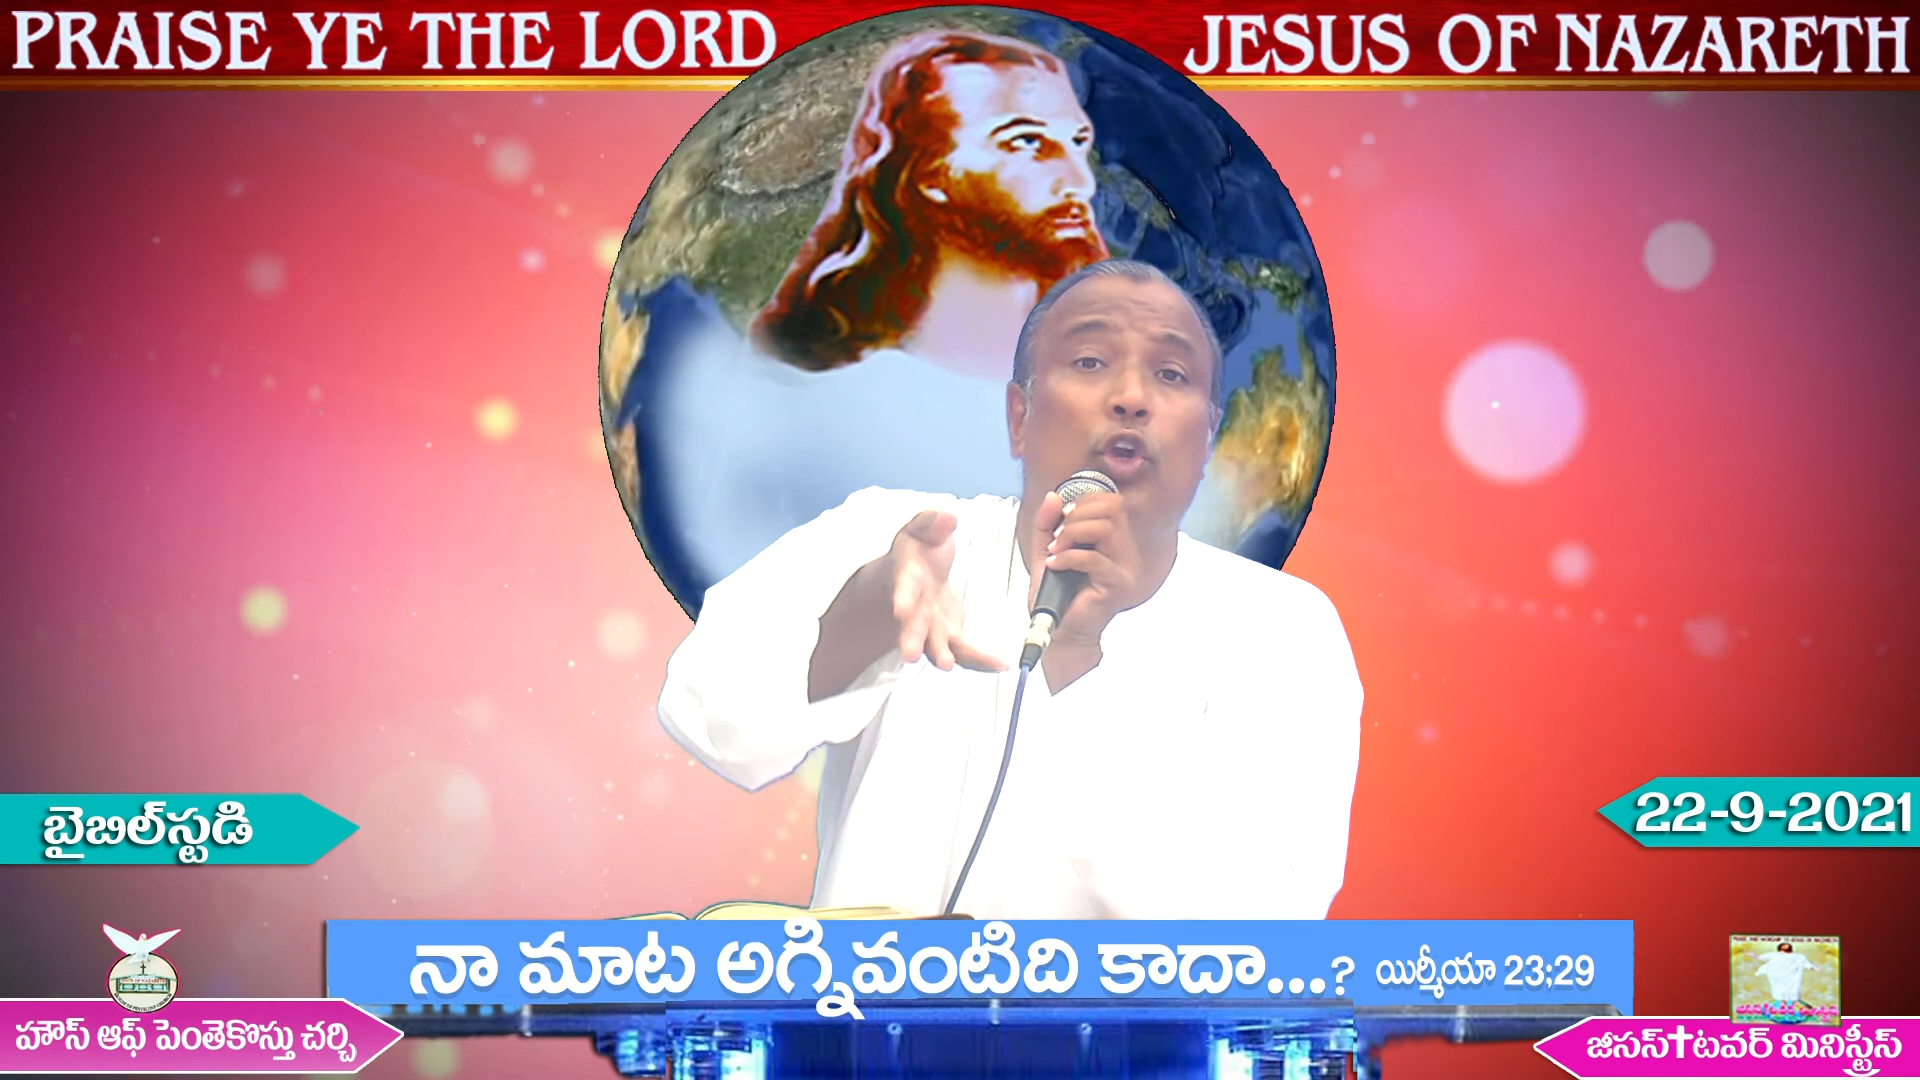 PRAISE YE THE LORD
JESUS OF NAZARETH
బైబిల్‌స్టడి
22-9-2021
నా మాట అగ్నివంటిది కాదా...? యిర్మీయా 23;29
హౌస్ ఆఫ్ పెంతెకొస్తు చర్చి
జీసస్✝టవర్ మినిస్ట్రీస్